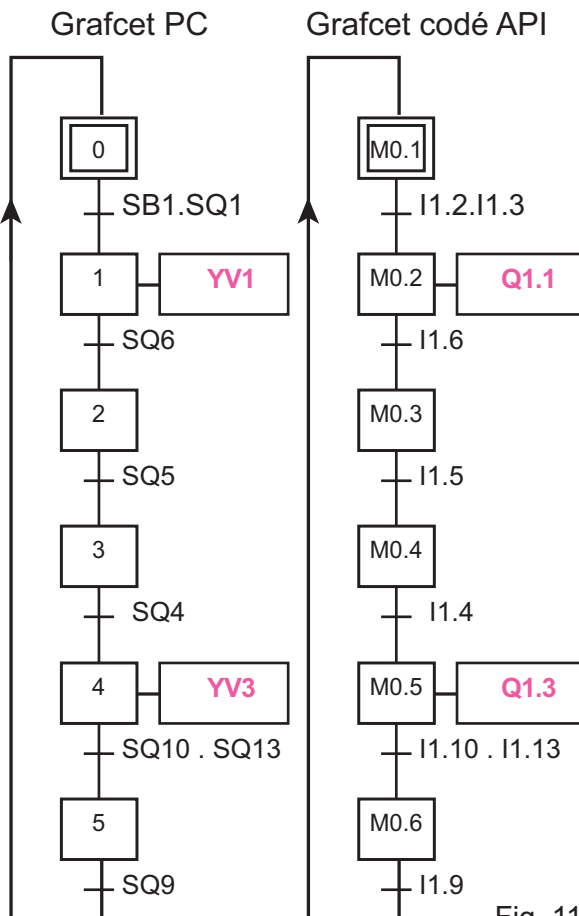 Grafcet PC
Grafcet codé API
0
M0.1
SB1.SQ1
I1.2.I1.3
1
YV1
M0.2
Q1.1
SQ6
I1.6
2
M0.3
SQ5
I1.5
3
M0.4
SQ4
I1.4
4
YV3
M0.5
Q1.3
SQ10 . SQ13
I1.10 . I1.13
5
M0.6
SQ9
I1.9
Fig. 11